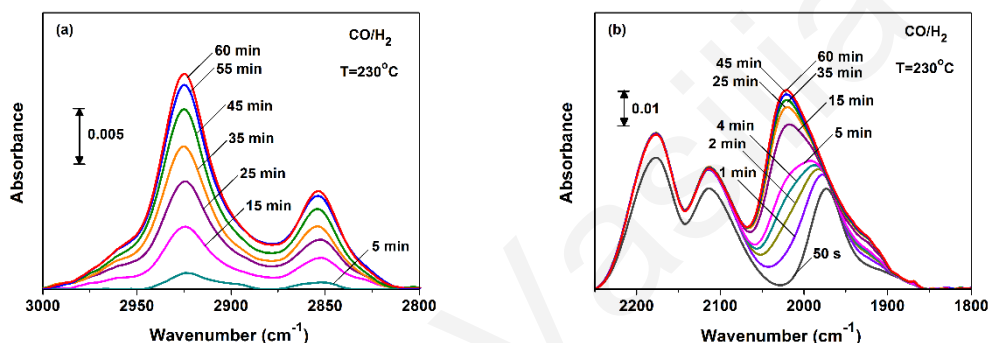 (a)
CO/H₂
T=230°C
60 min
55 min
45 min
35 min
25 min
15 min
5 min
0.005
Absorbance
3000 2950 2900 2850 2800
Wavenumber (cm⁻¹)
(b)
CO/H₂
T=230°C
60 min
45 min
35 min
25 min
15 min
4 min
5 min
2 min
1 min
50 s
0.01
Absorbance
2200 2100 2000 1900 1800
Wavenumber (cm⁻¹)